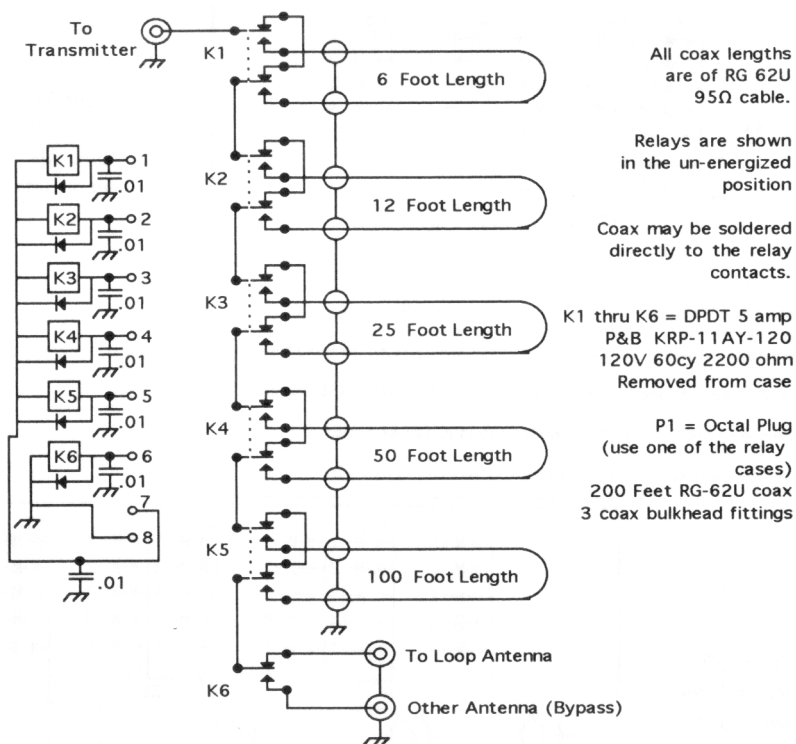 To
Transmitter
K1
6 Foot Length
K2
12 Foot Length
K3
25 Foot Length
K4
50 Foot Length
K5
100 Foot Length
K6
To Loop Antenna
Other Antenna (Bypass)
K1
1
.01
K2
2
.01
K3
3
.01
K4
4
.01
K5
5
.01
K6
6
.01
7
8
.01
All coax lengths
are of RG 62U
95Ω cable.
Relays are shown
in the un-energized
position
Coax may be soldered
directly to the relay
contacts.
K1 thru K6 = DPDT 5 amp
P&B KRP-11AY-120
120V 60cy 2200 ohm
Removed from case
P1 = Octal Plug
(use one of the relay
cases)
200 Feet RG-62U coax
3 coax bulkhead fittings